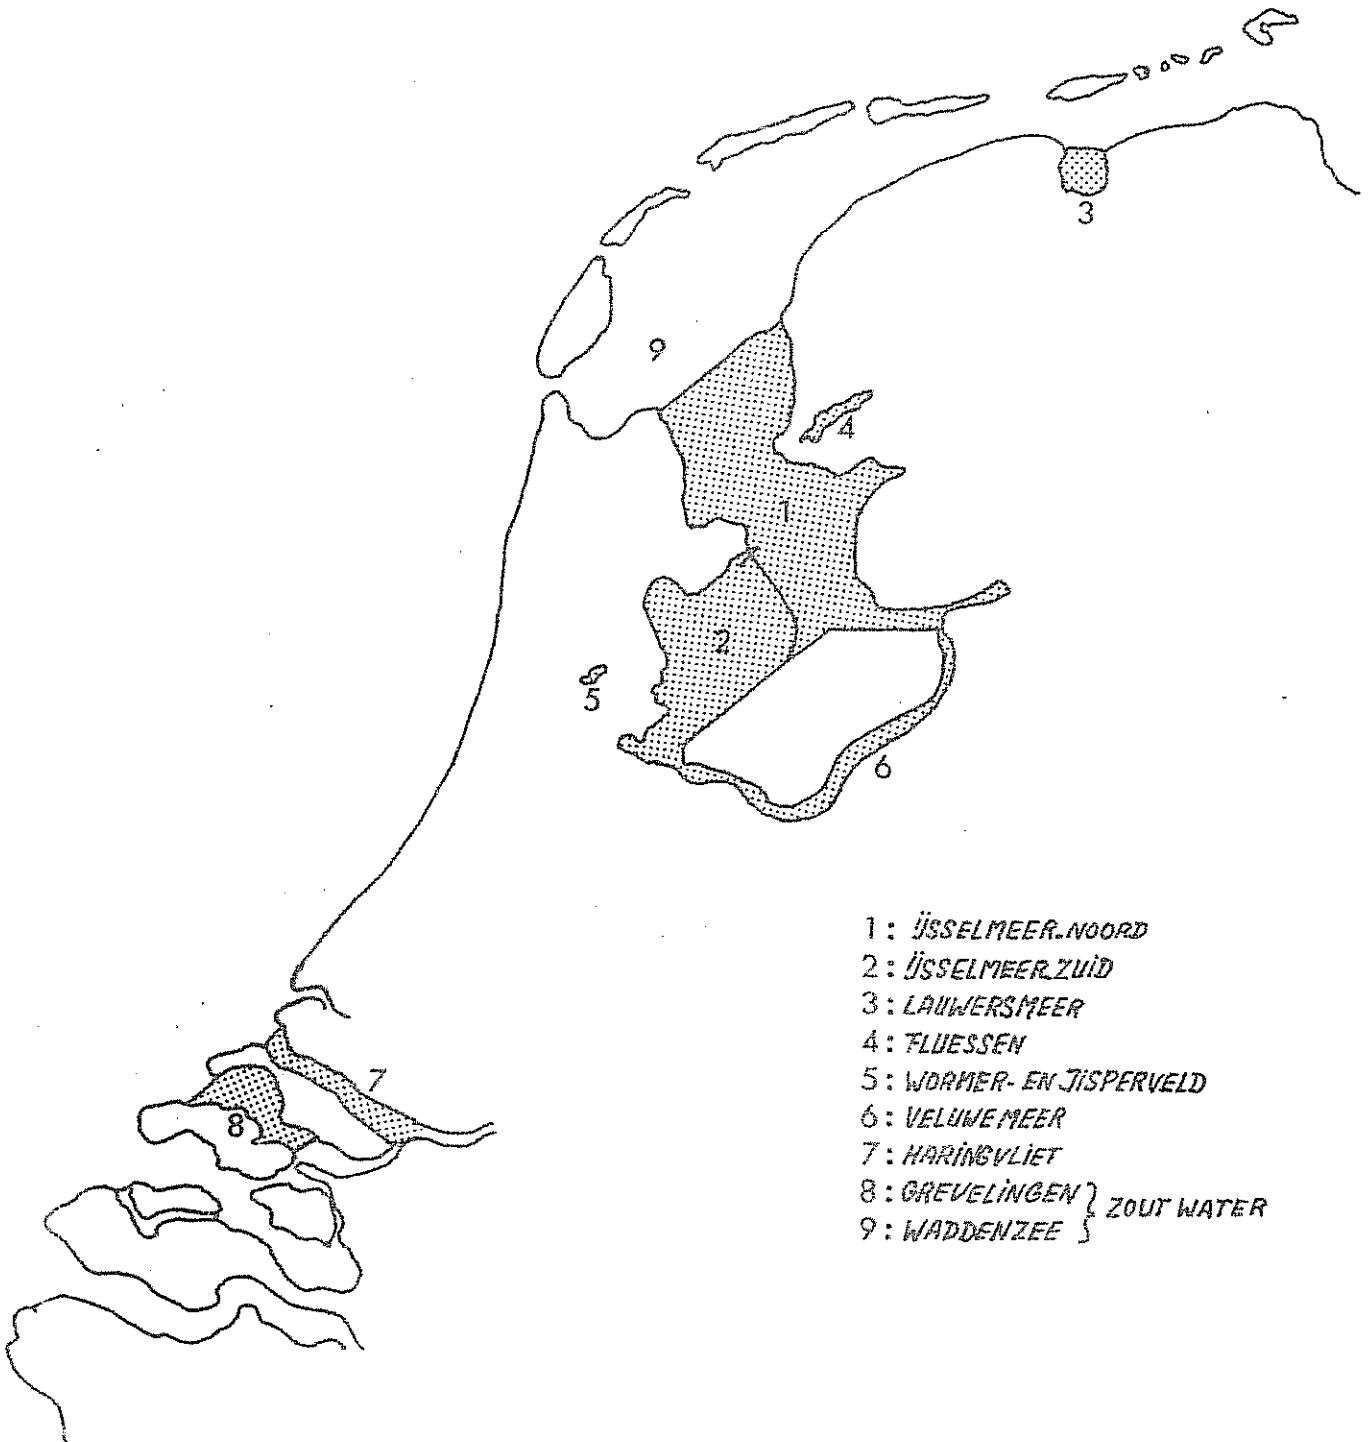 3
9
4
1
2
5
6
1: IJSSELMEER-NOORD
2: IJSSELMEER ZUID
3: LAUWERSMEER
4: FLUESSEN
5: WORMER- EN JISPERVELD
6: VELUWEMEER
7: HARINGVLIET
8: GREVELINGEN } ZOUT WATER
9: WADDENZEE }
7
8